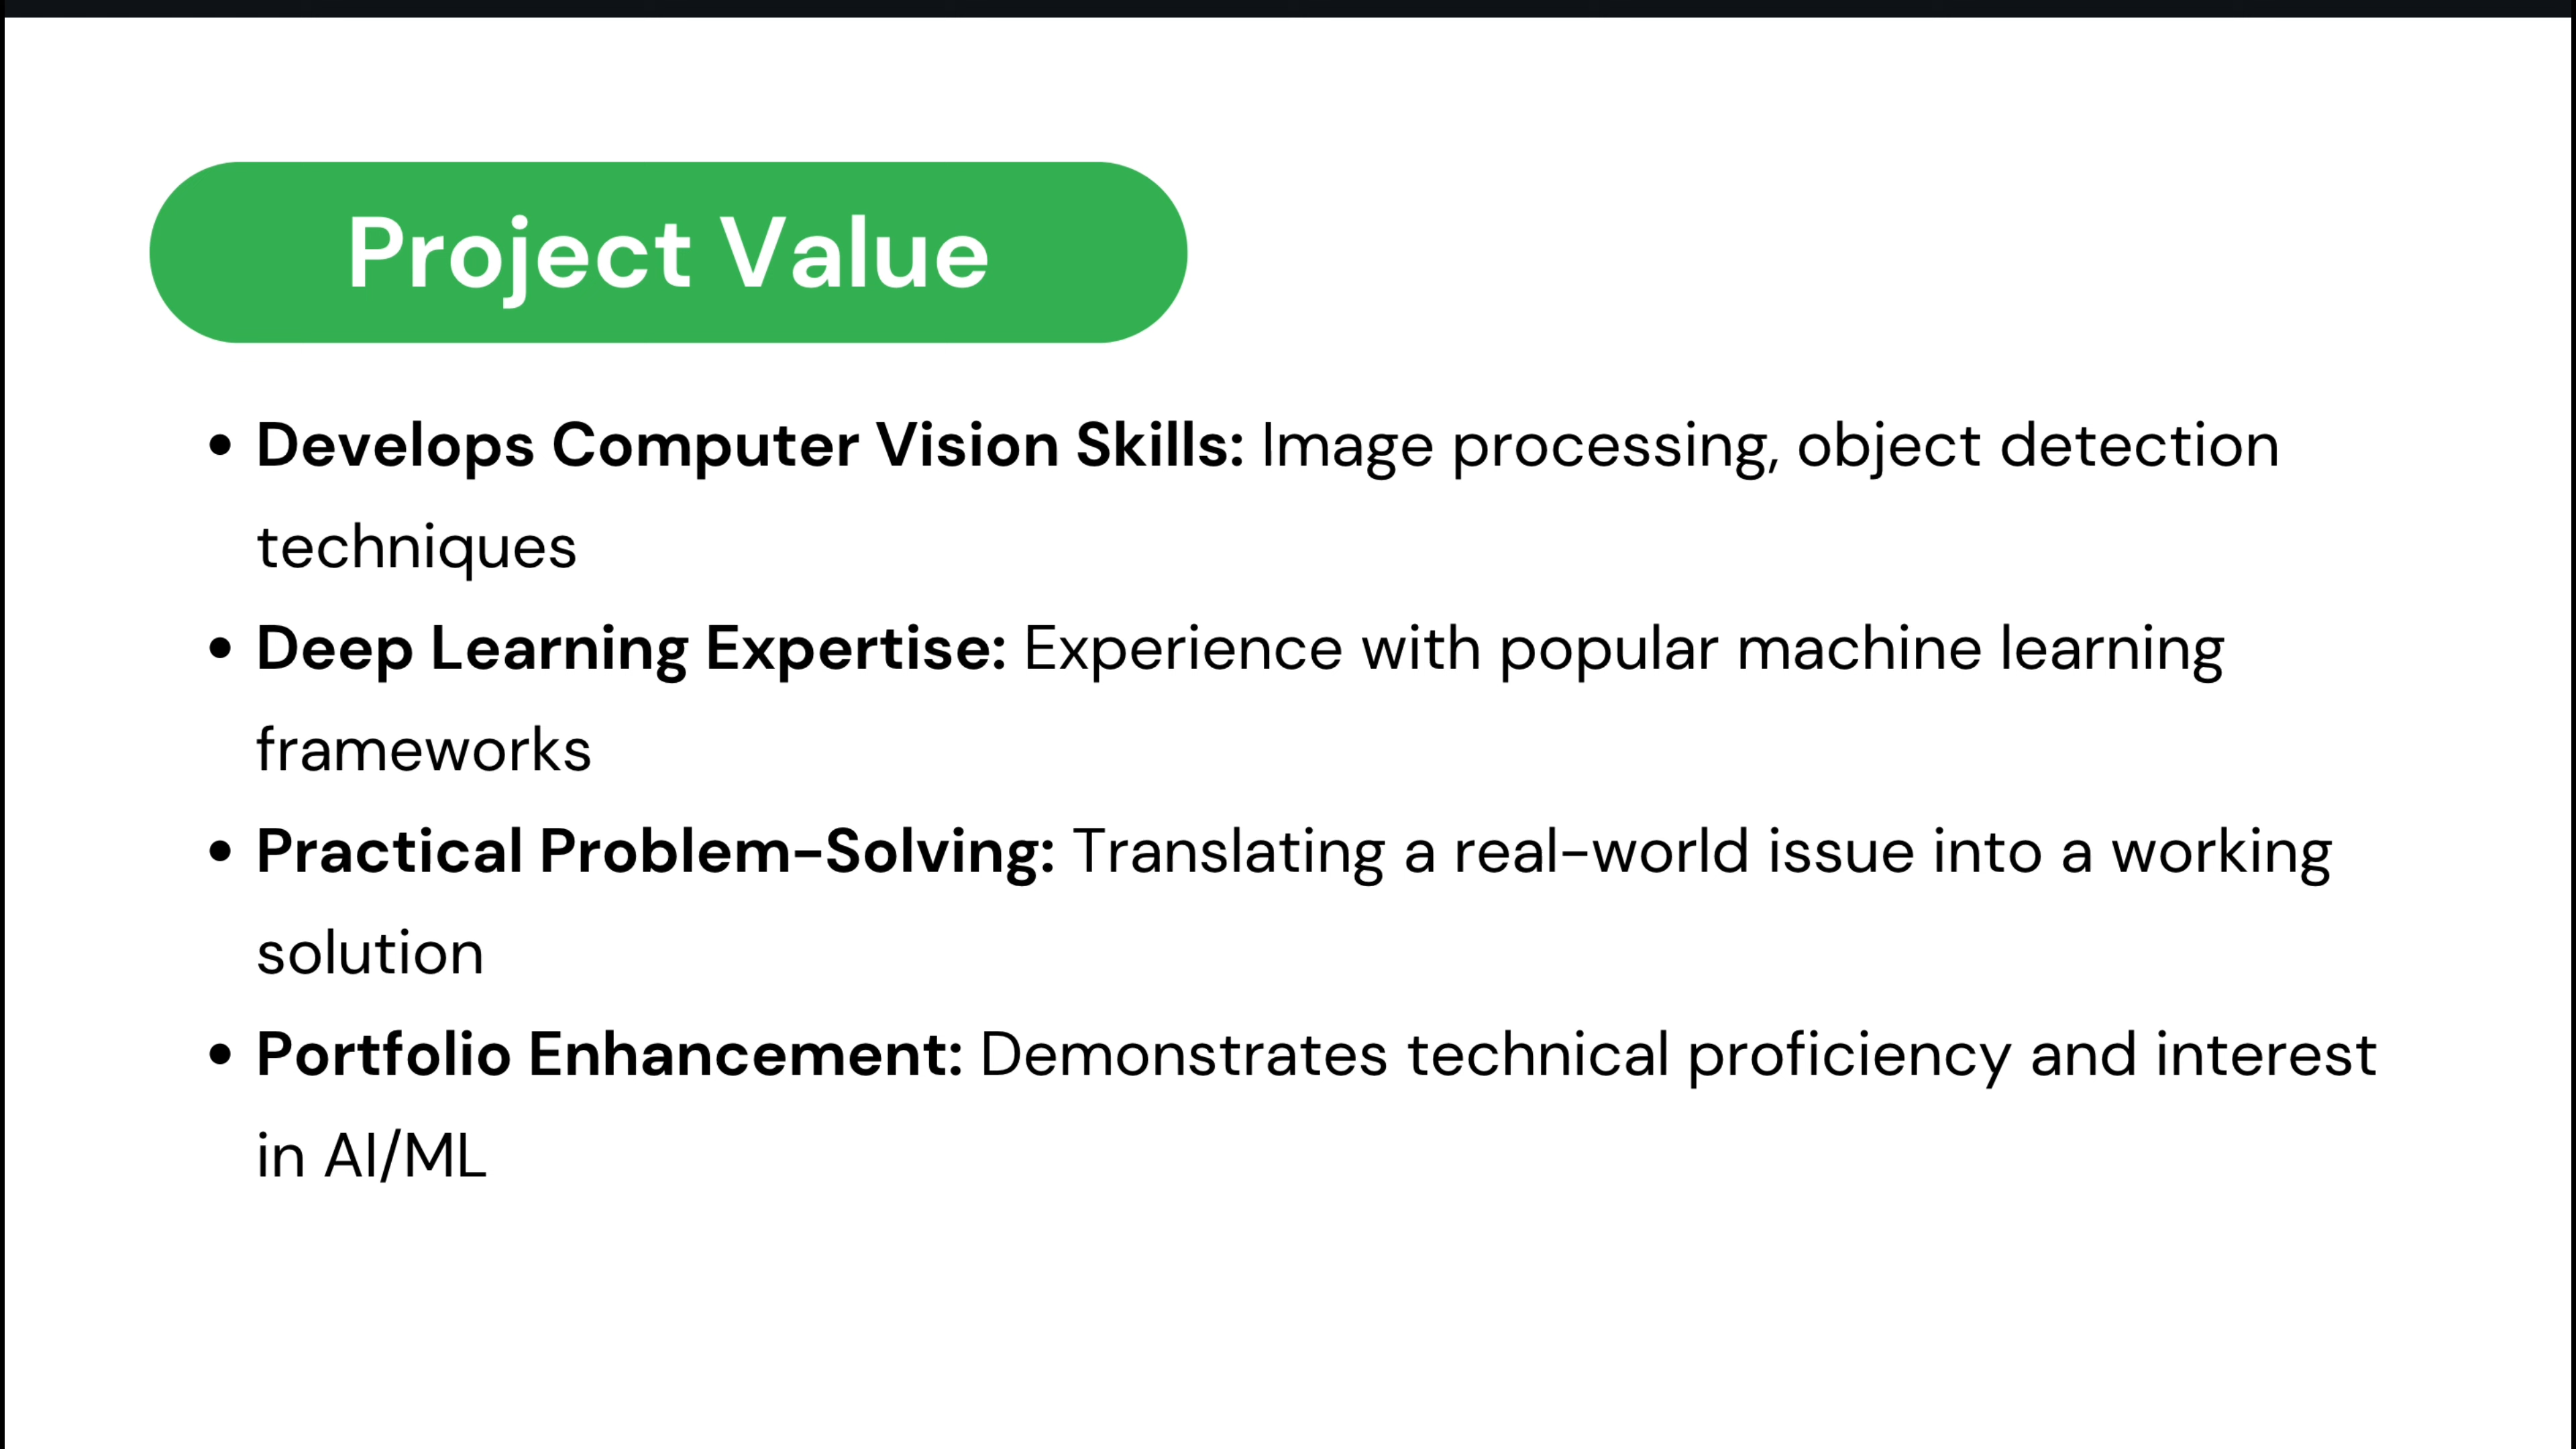 Project Value
• Develops Computer Vision Skills: Image processing, object detection
techniques
• Deep Learning Expertise: Experience with popular machine learning
frameworks
• Practical Problem-Solving: Translating a real-world issue into a working
solution
• Portfolio Enhancement: Demonstrates technical proficiency and interest
in AI/ML